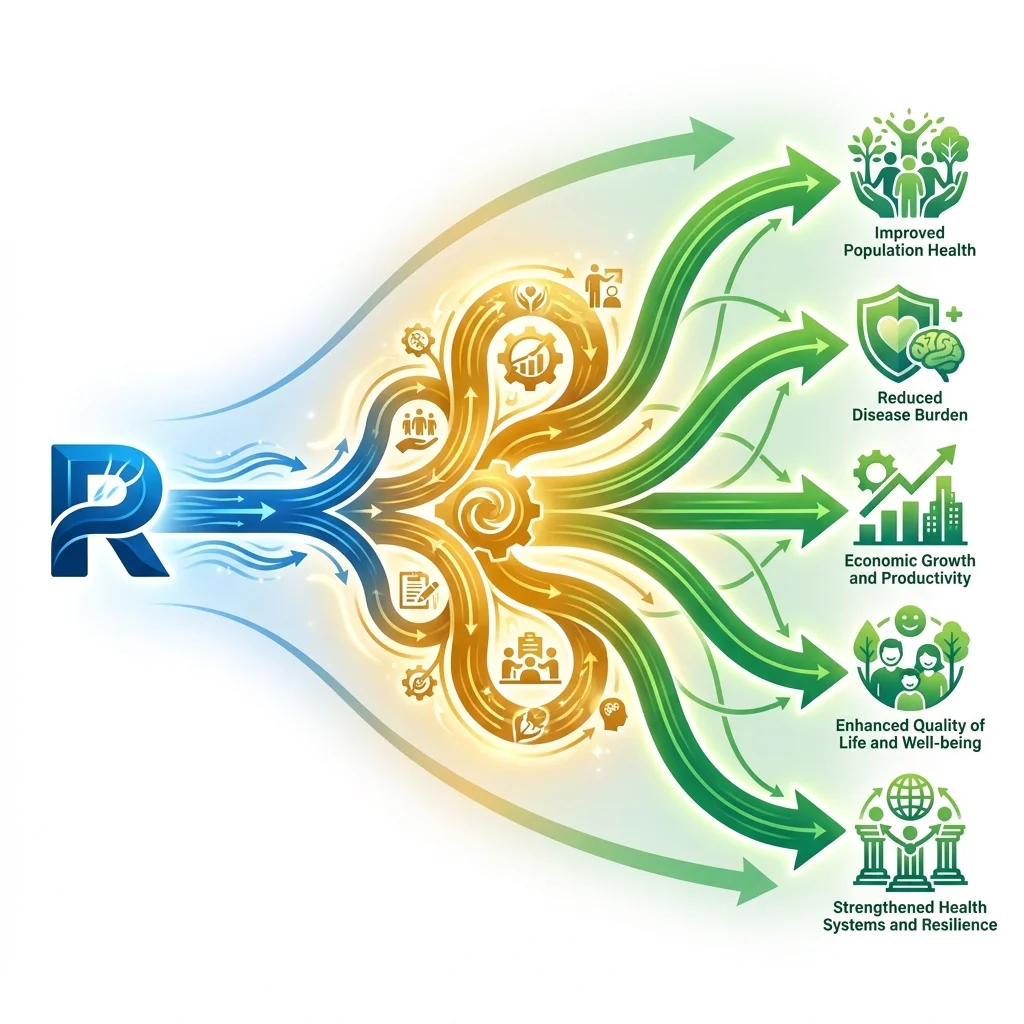 R
Improved
Population Health
Reduced
Disease Burden
Economic Growth
and Productivity
Enhanced Quality of
Life and Well-being
Strengthened Health
Systems and Resilience